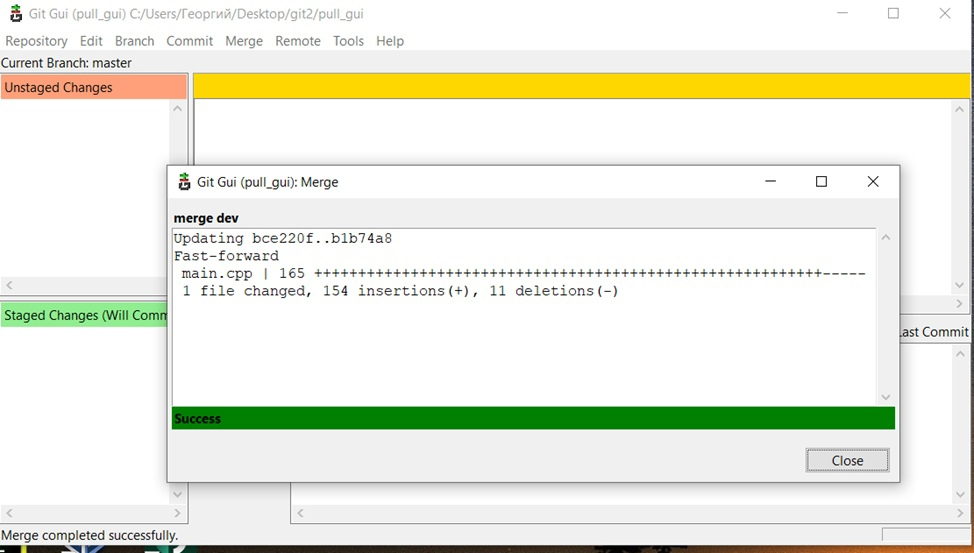 Git Gui (pull_gui) C:/Users/Георгий/Desktop/git2/pull_gui
Repository Edit Branch Commit Merge Remote Tools Help
Current Branch: master
Unstaged Changes
Git Gui (pull_gui): Merge
merge dev
Updating bce220f..b1b74a8
Fast-forward
main.cpp | 165 ++++++++++++++++++++++++++++++++++++++++++++++++++++++++++-----
1 file changed, 154 insertions(+), 11 deletions(-)
Staged Changes (Will Comm
Last Commit
Success
Close
Merge completed successfully.